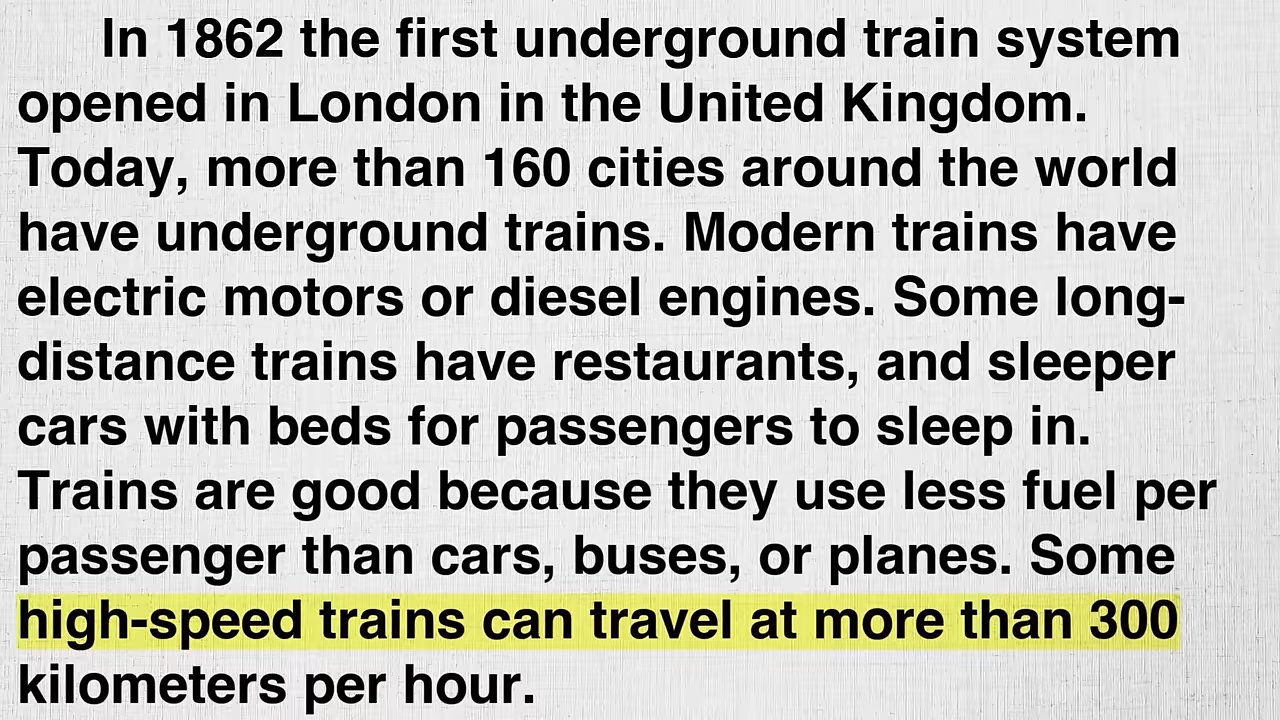 In 1862 the first underground train system
opened in London in the United Kingdom.
Today, more than 160 cities around the world
have underground trains. Modern trains have
electric motors or diesel engines. Some long-
distance trains have restaurants, and sleeper
cars with beds for passengers to sleep in.
Trains are good because they use less fuel per
passenger than cars, buses, or planes. Some
high-speed trains can travel at more than 300
kilometers per hour.